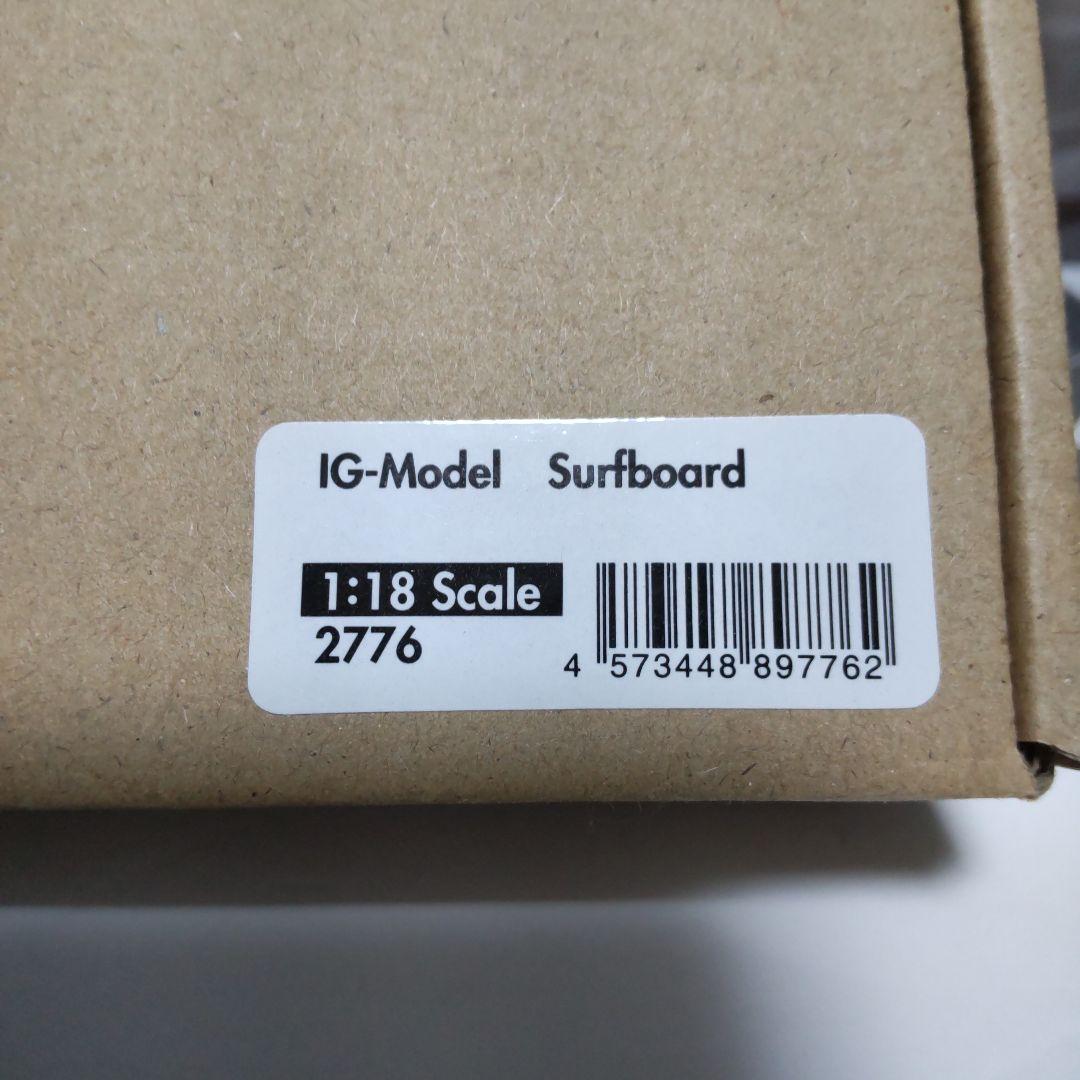 IG-Model Surfboard
1:18 Scale
2776
4 573448 897762